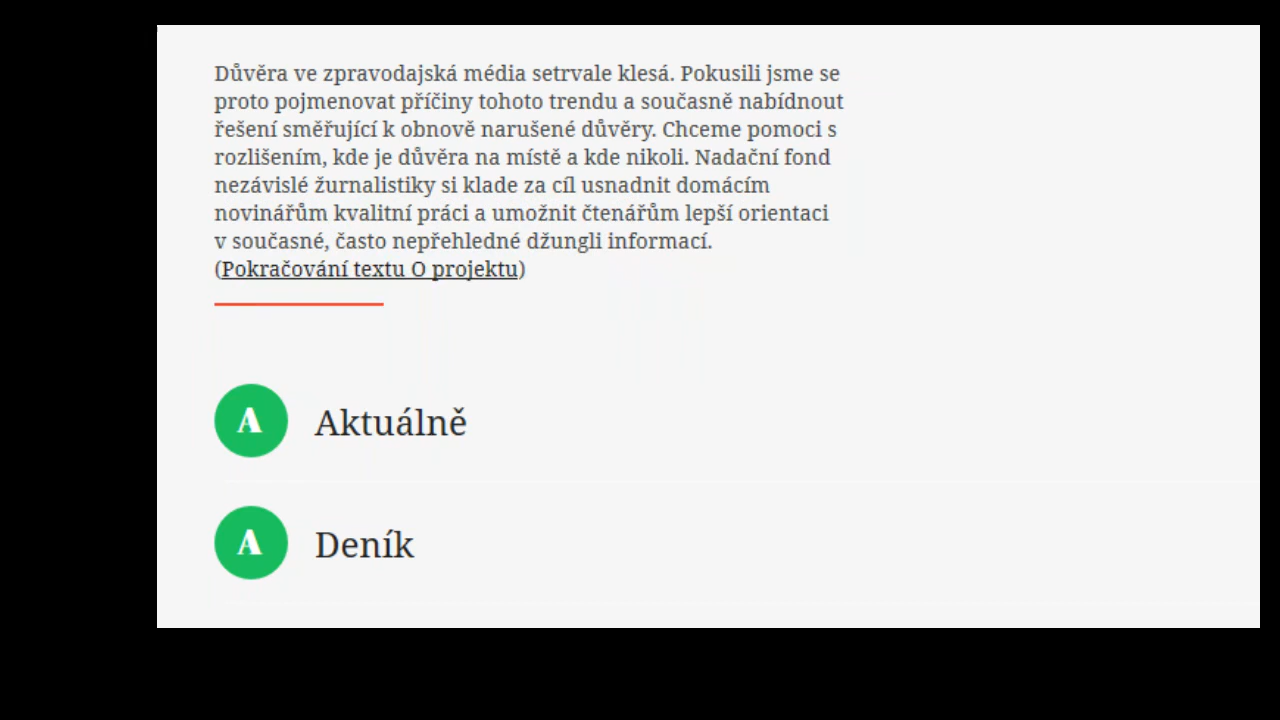 Důvěra ve zpravodajská média setrvale klesá. Pokusili jsme se
proto pojmenovat příčiny tohoto trendu a současně nabídnout
řešení směřující k obnově narušené důvěry. Chceme pomoci s
rozlišením, kde je důvěra na místě a kde nikoli. Nadační fond
nezávislé žurnalistiky si klade za cíl usnadnit domácím
novinářům kvalitní práci a umožnit čtenářům lepší orientaci
v současné, často nepřehledné džungli informací.
(Pokračování textu O projektu)
A Aktuálně
A Deník